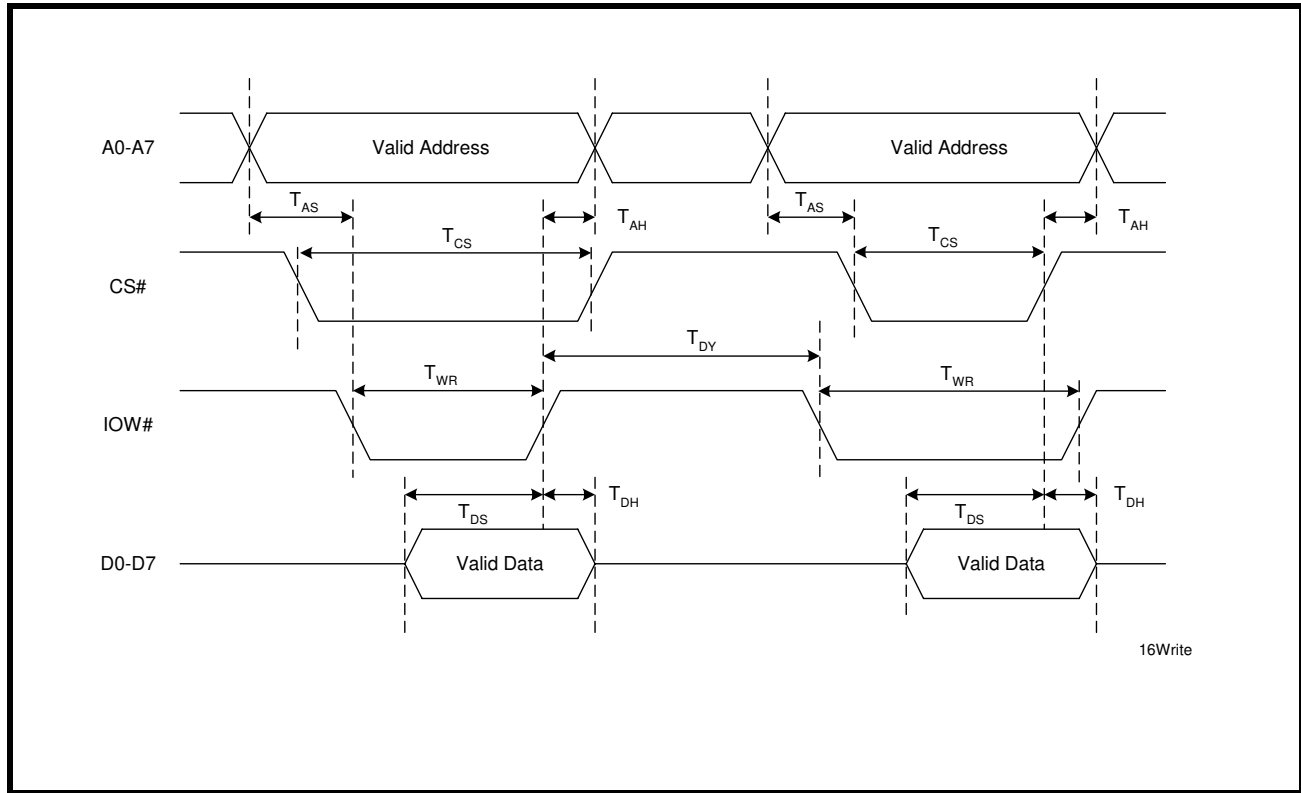 A0-A7
Valid Address
Valid Address
TAS
TAH
TAS
TAH
TCS
TCS
CS#
TDY
TWR
TWR
IOW#
TDH
TDH
TDS
TDS
D0-D7
Valid Data
Valid Data
16Write